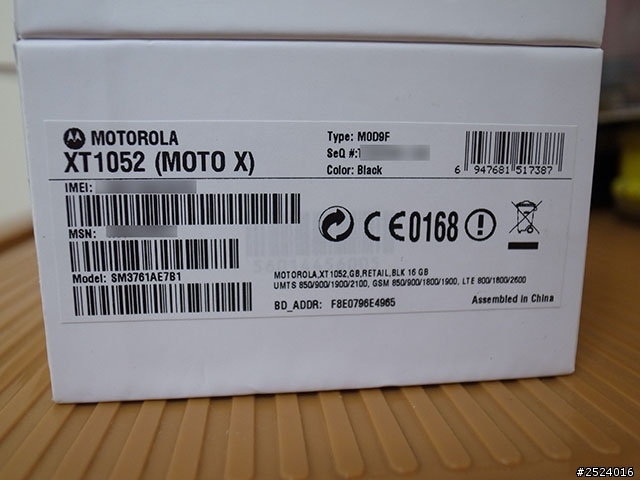 MOTOROLA
XT1052 (MOTO X)
Type: M0D9F
SeQ #:1
Color: Black
6 947681 517387
IMEI:
MSN:
Model: SM3761AE7B1
CE0168
MOTOROLA,XT1052,GB,RETAIL,BLK 16 GB
UMTS 850/900/1900/2100, GSM 850/900/1800/1900, LTE 800/1800/2600
BD_ADDR: F8E0796E4965
Assembled in China
#2524016